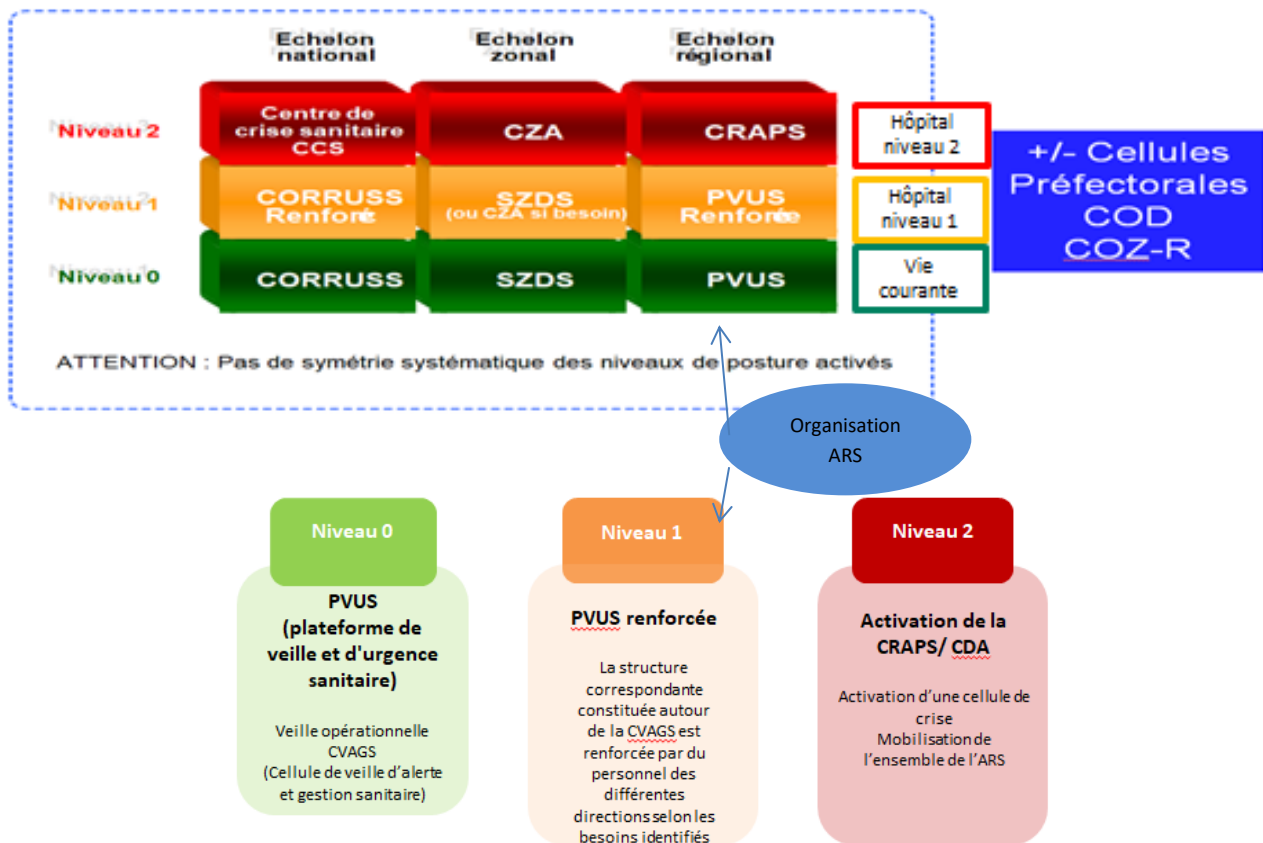 Echelon national
Echelon zonal
Echelon régional
Niveau 2
Centre de
crise sanitaire
CCS
CZA
CRAPS
Hôpital
niveau 2
Niveau 1
CORRUSS
Renforcé
SZDS
(ou CZA si besoin)
PVUS
Renforcée
Hôpital
niveau 1
Niveau 0
CORRUSS
SZDS
PVUS
Vie
courante
+/- Cellules
Préfectorales
COD
COZ-R
ATTENTION : Pas de symétrie systématique des niveaux de posture activés
Organisation
ARS
Niveau 0
PVUS
(plateforme de
veille et d'urgence
sanitaire)
Veille opérationnelle
CVAGS
(Cellule de veille d'alerte
et gestion sanitaire)
Niveau 1
PVUS renforcée
La structure
correspondante
constituée autour
de la CVAGS est
renforcée par du
personnel des
différentes
directions selon les
besoins identifiés
Niveau 2
Activation de la
CRAPS/ CDA
Activation d'une cellule de
crise
Mobilisation de
l'ensemble de l'ARS